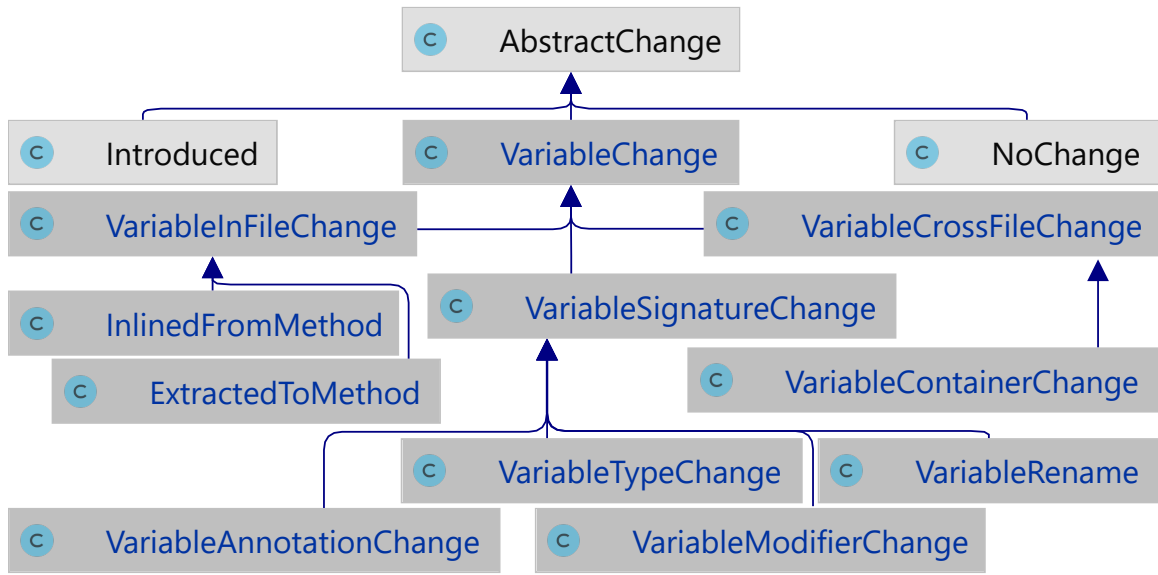 C AbstractChange
C Introduced
C VariableChange
C NoChange
C VariableInFileChange
C VariableCrossFileChange
C VariableSignatureChange
C InlinedFromMethod
C VariableContainerChange
C ExtractedToMethod
C VariableTypeChange
C VariableRename
C VariableAnnotationChange
C VariableModifierChange